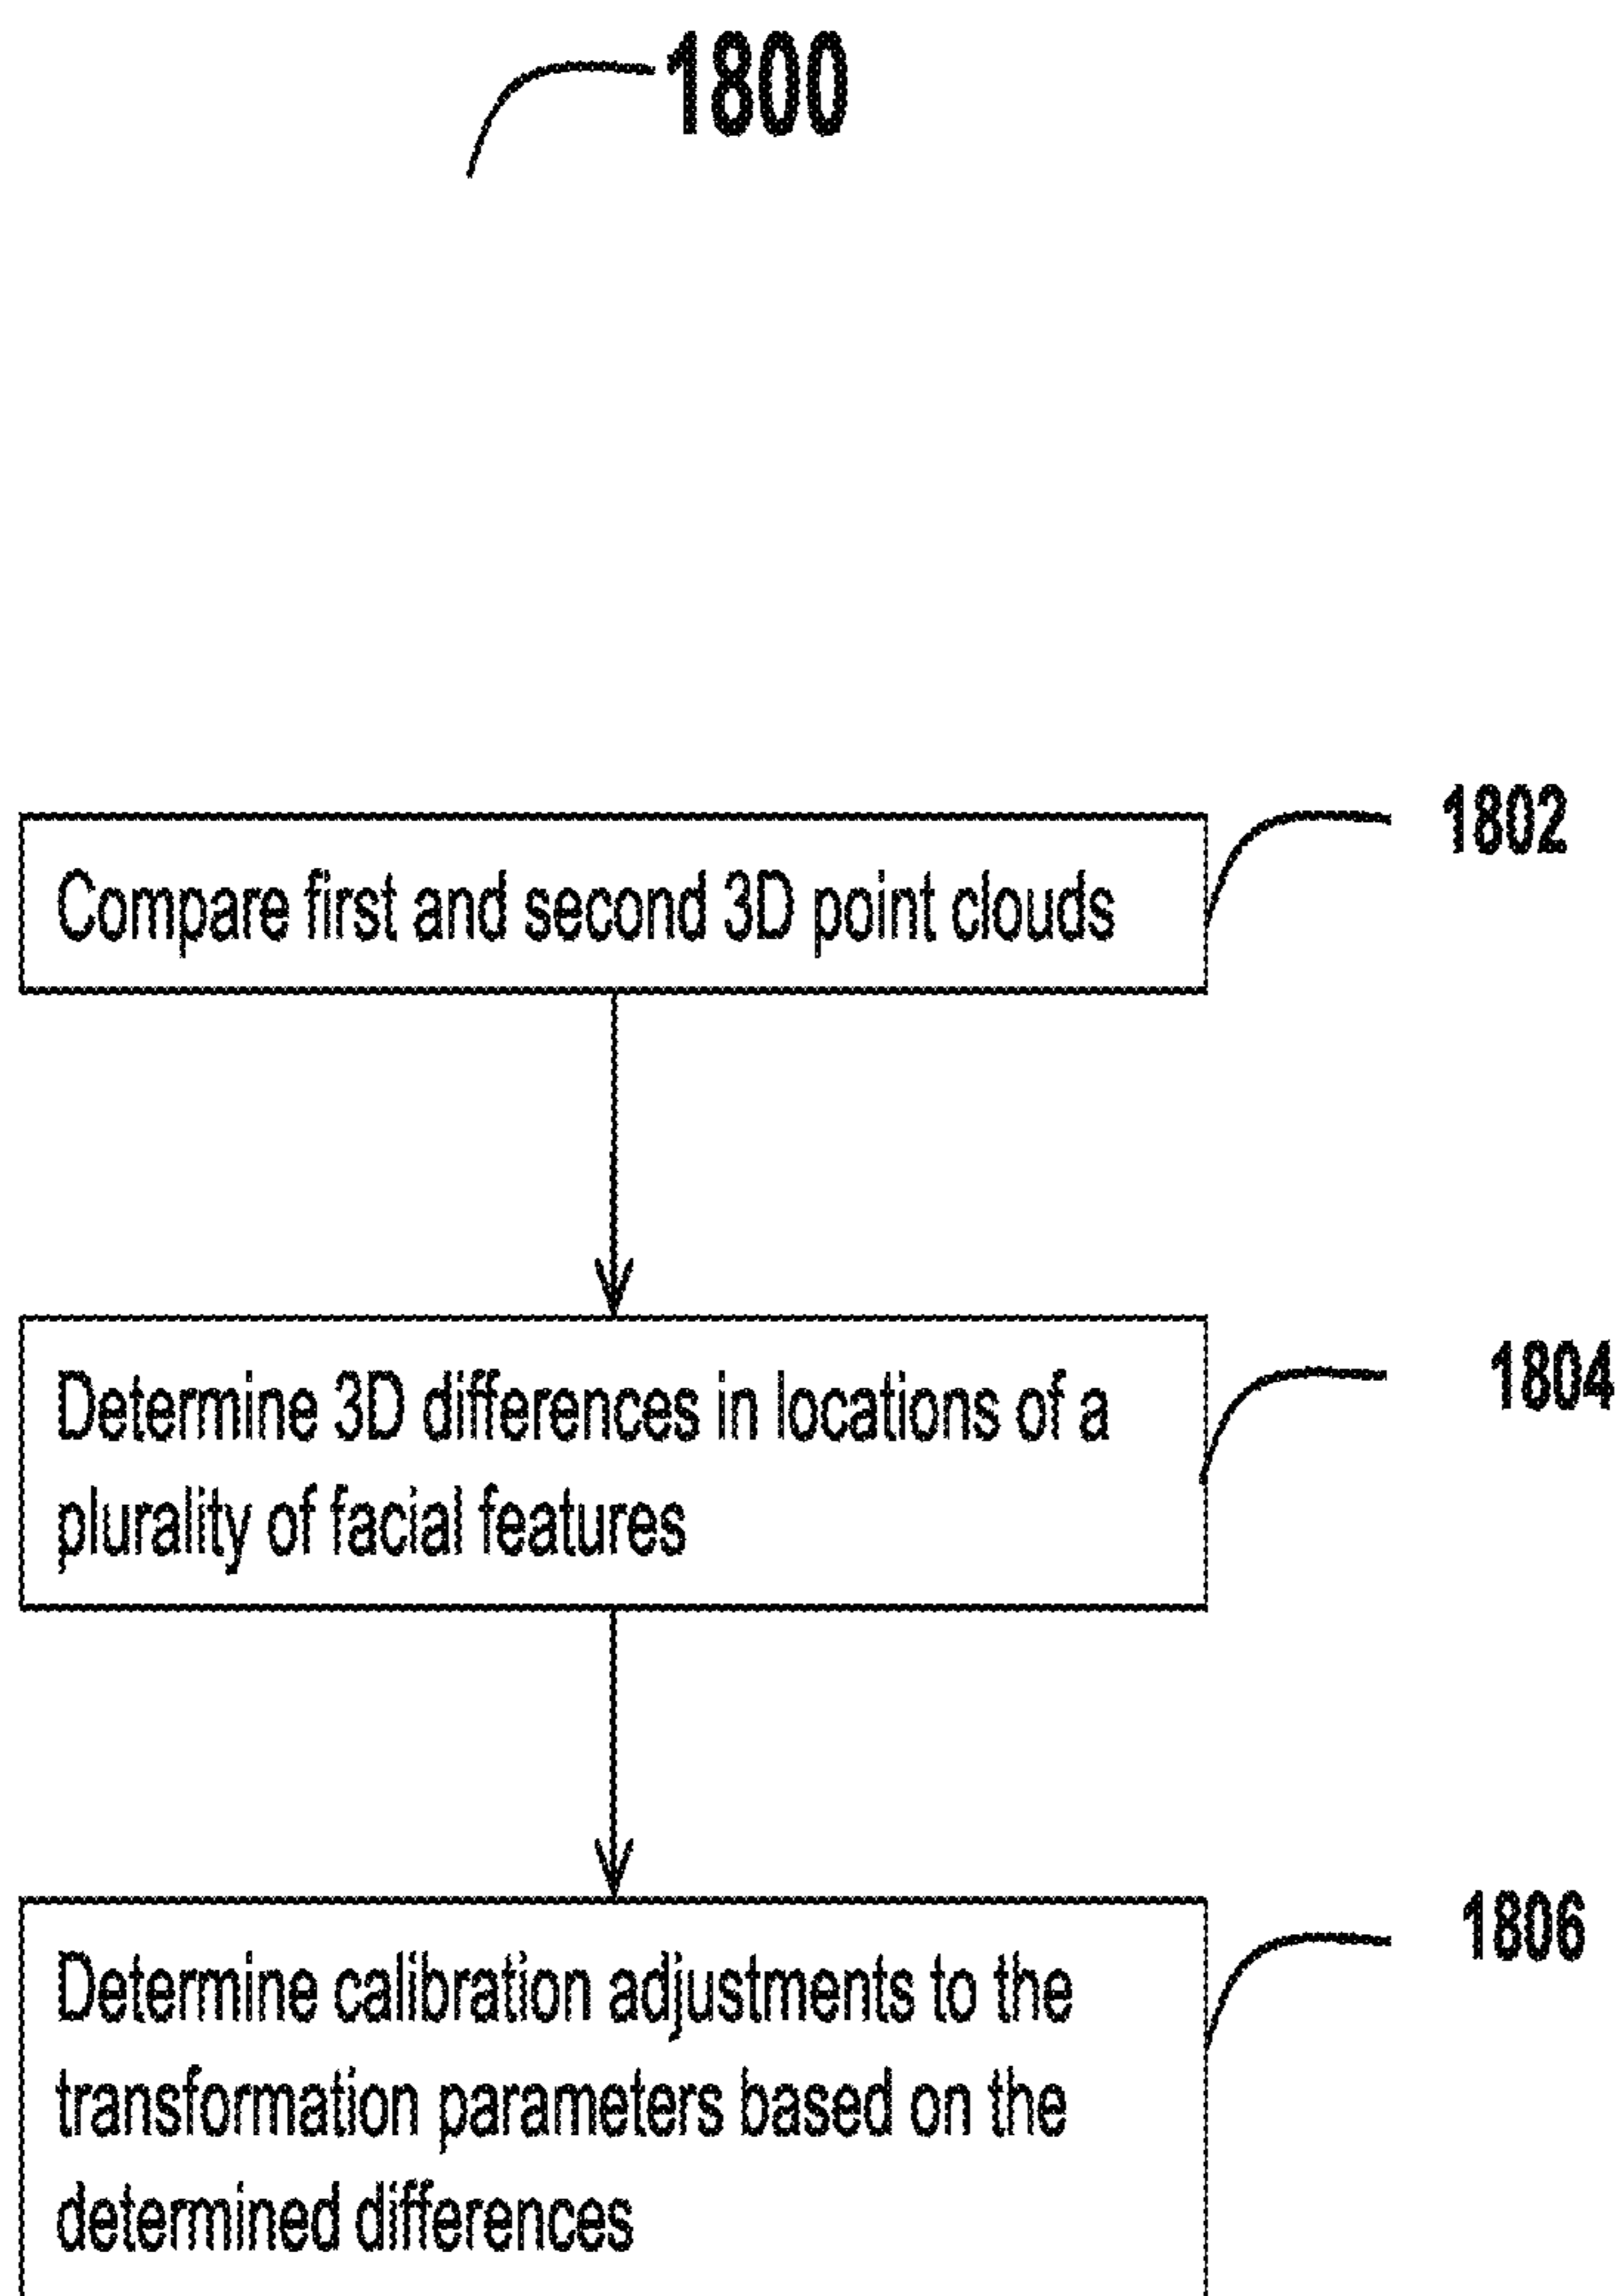 1800
1802
Compare first and second 3D point clouds
1804
Determine 3D differences in locations of a
plurality of facial features
1806
Determine calibration adjustments to the
transformation parameters based on the
determined differences